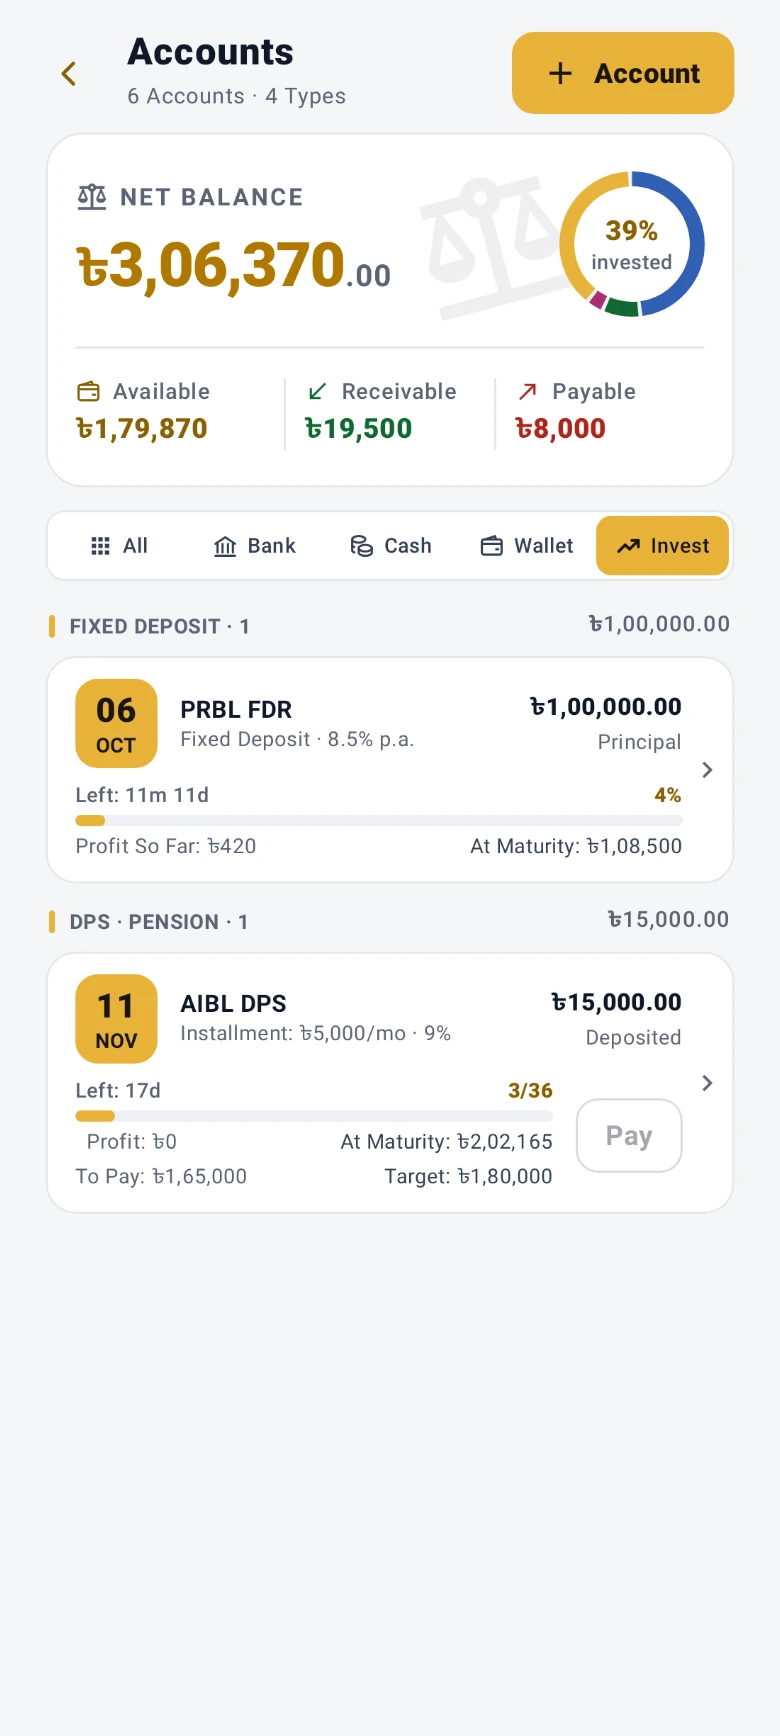 Accounts
6 Accounts · 4 Types
+ Account
NET BALANCE
৳3,06,370.00
39%
invested
Available
৳1,79,870
Receivable
৳19,500
Payable
৳8,000
All
Bank
Cash
Wallet
Invest
FIXED DEPOSIT · 1
৳1,00,000.00
06
OCT
PRBL FDR
Fixed Deposit · 8.5% p.a.
৳1,00,000.00
Principal
Left: 11m 11d
4%
Profit So Far: ৳420
At Maturity: ৳1,08,500
DPS · PENSION · 1
৳15,000.00
11
NOV
AIBL DPS
Installment: ৳5,000/mo · 9%
৳15,000.00
Deposited
Left: 17d
3/36
Profit: ৳0
At Maturity: ৳2,02,165
To Pay: ৳1,65,000
Target: ৳1,80,000
Pay